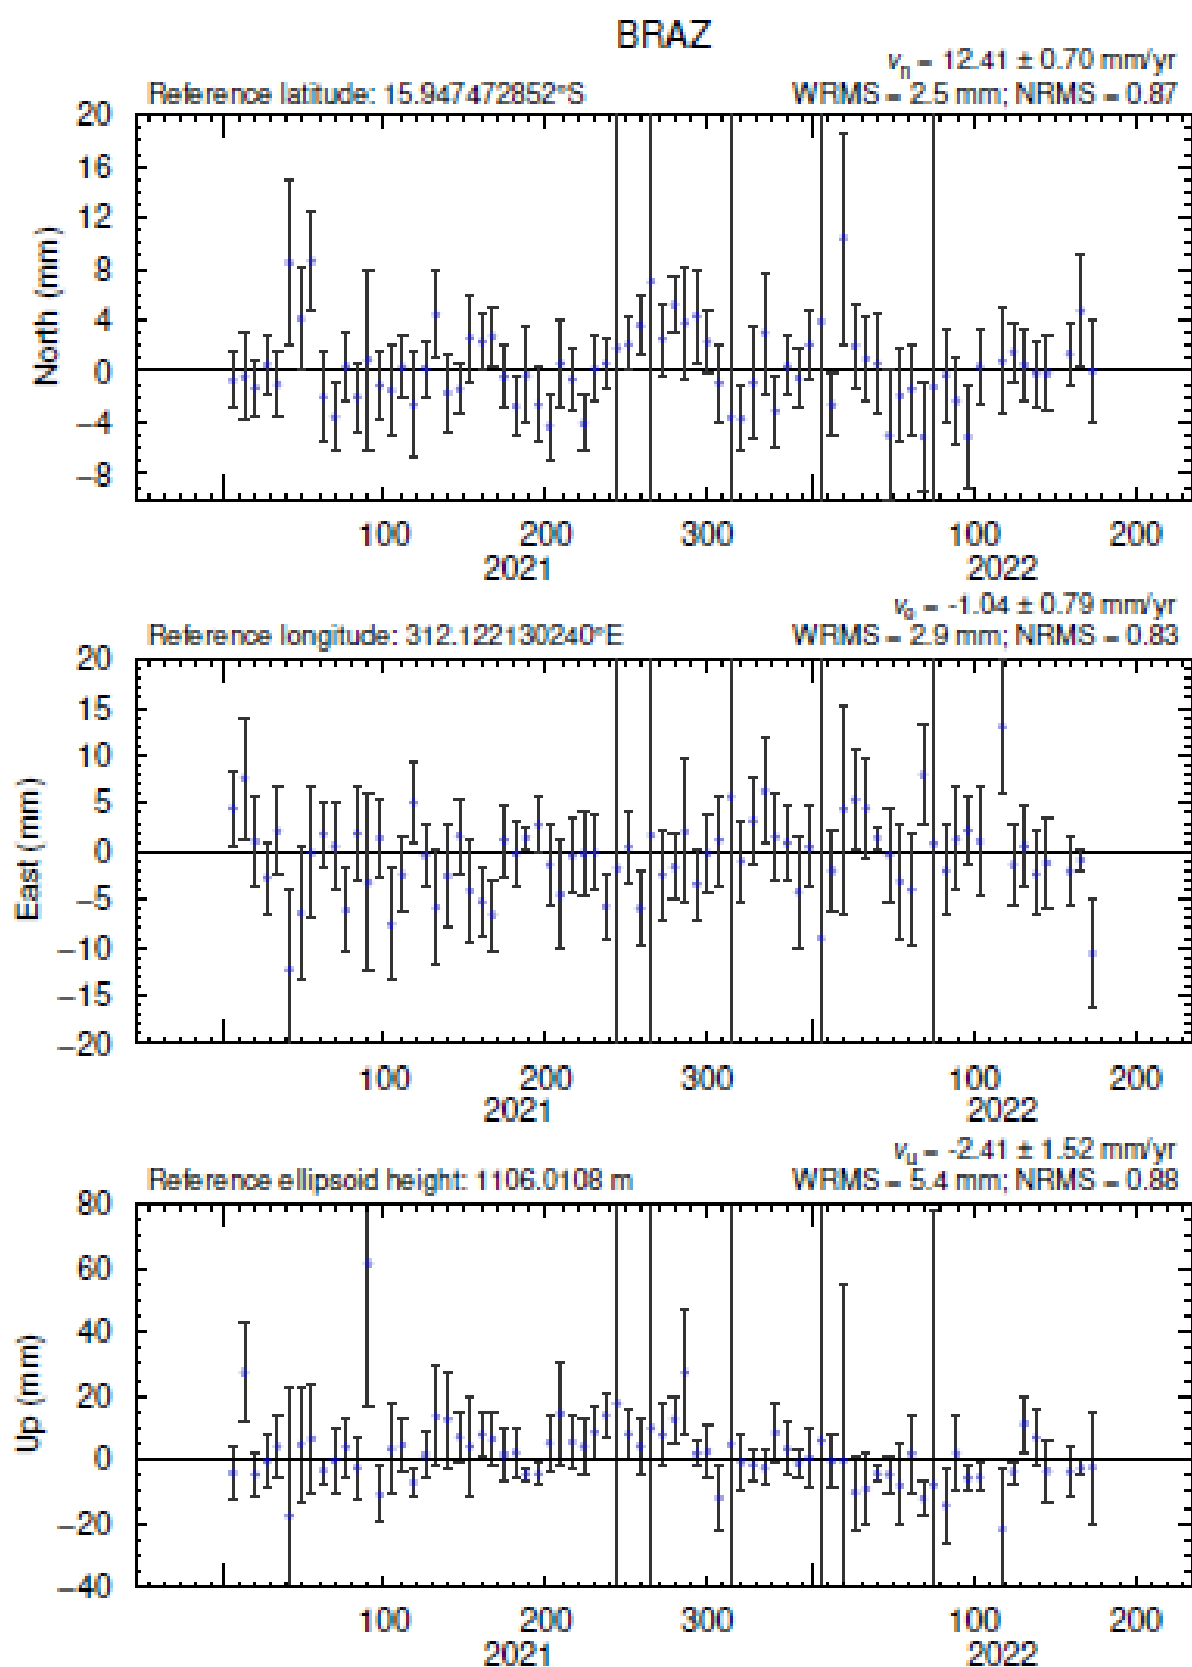 BRAZ
vn = 12.41 ± 0.70 mm/yr
Reference latitude: 15.947472852°S WRMS = 2.5 mm; NRMS = 0.87
20
16
12
8
4
0
−4
−8
North (mm)
100 200 300 100 200
2021 2022
ve = -1.04 ± 0.79 mm/yr
Reference longitude: 312.122130240°E WRMS = 2.9 mm; NRMS = 0.83
20
15
10
5
0
−5
−10
−15
−20
East (mm)
100 200 300 100 200
2021 2022
vu = -2.41 ± 1.52 mm/yr
Reference ellipsoid height: 1106.0108 m WRMS = 5.4 mm; NRMS = 0.88
80
60
40
20
0
−20
−40
Up (mm)
100 200 300 100 200
2021 2022